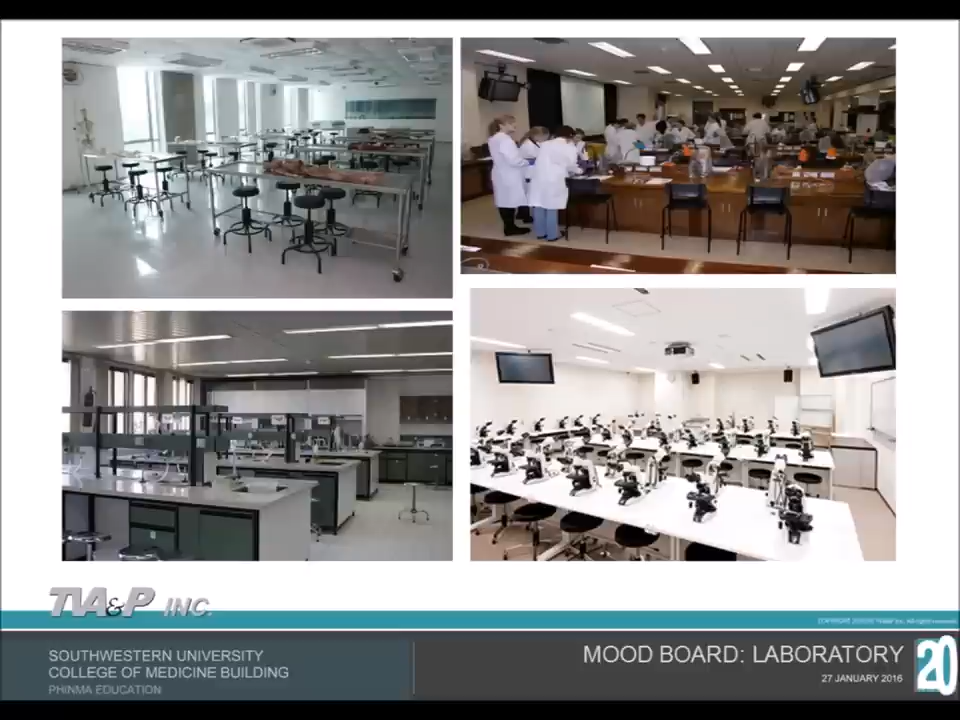 TVA&P INC.
SOUTHWESTERN UNIVERSITY
COLLEGE OF MEDICINE BUILDING
PHINMA EDUCATION
MOOD BOARD: LABORATORY
27 JANUARY 2016
20